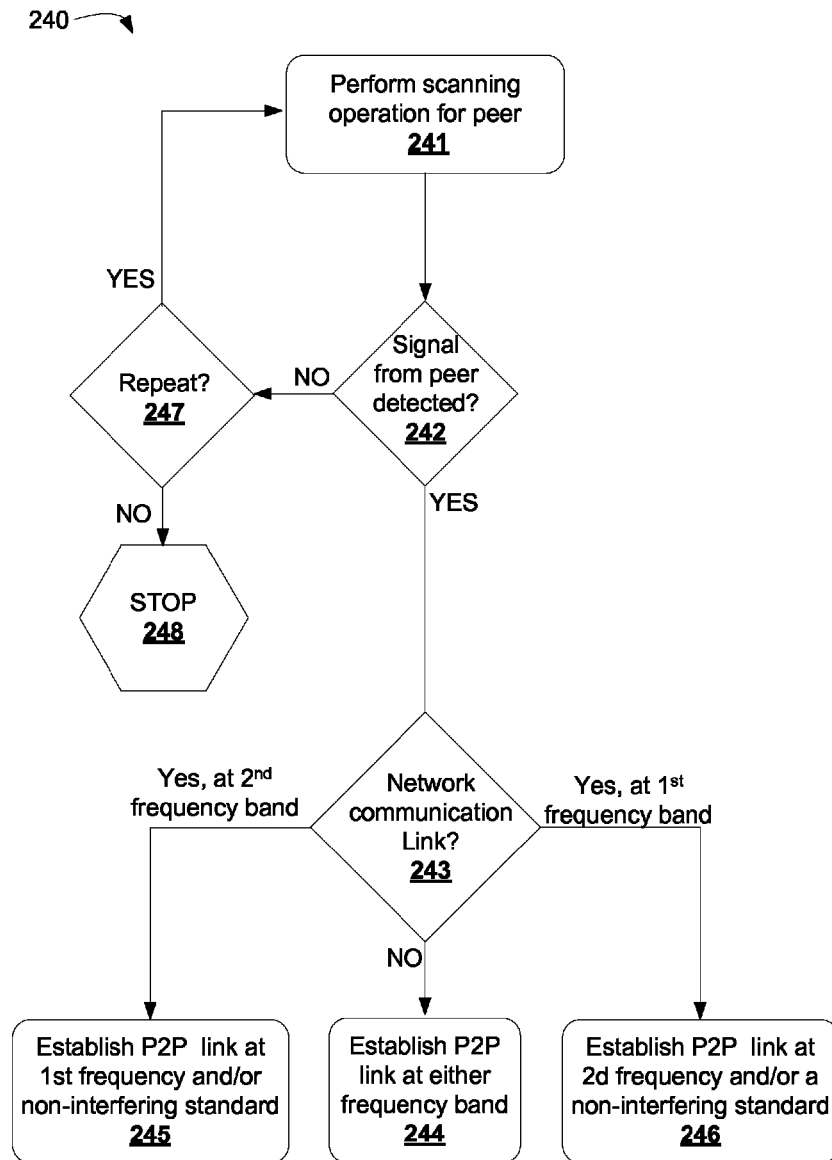 240
Perform scanning
operation for peer
241
YES
Signal
from peer
detected?
242
NO
Repeat?
247
NO
YES
STOP
248
Yes, at 2nd
frequency band
Network
communication
Link?
243
Yes, at 1st
frequency band
NO
Establish P2P link at
1st frequency and/or
non-interfering standard
245
Establish P2P
link at either
frequency band
244
Establish P2P link at
2d frequency and/or a
non-interfering standard
246